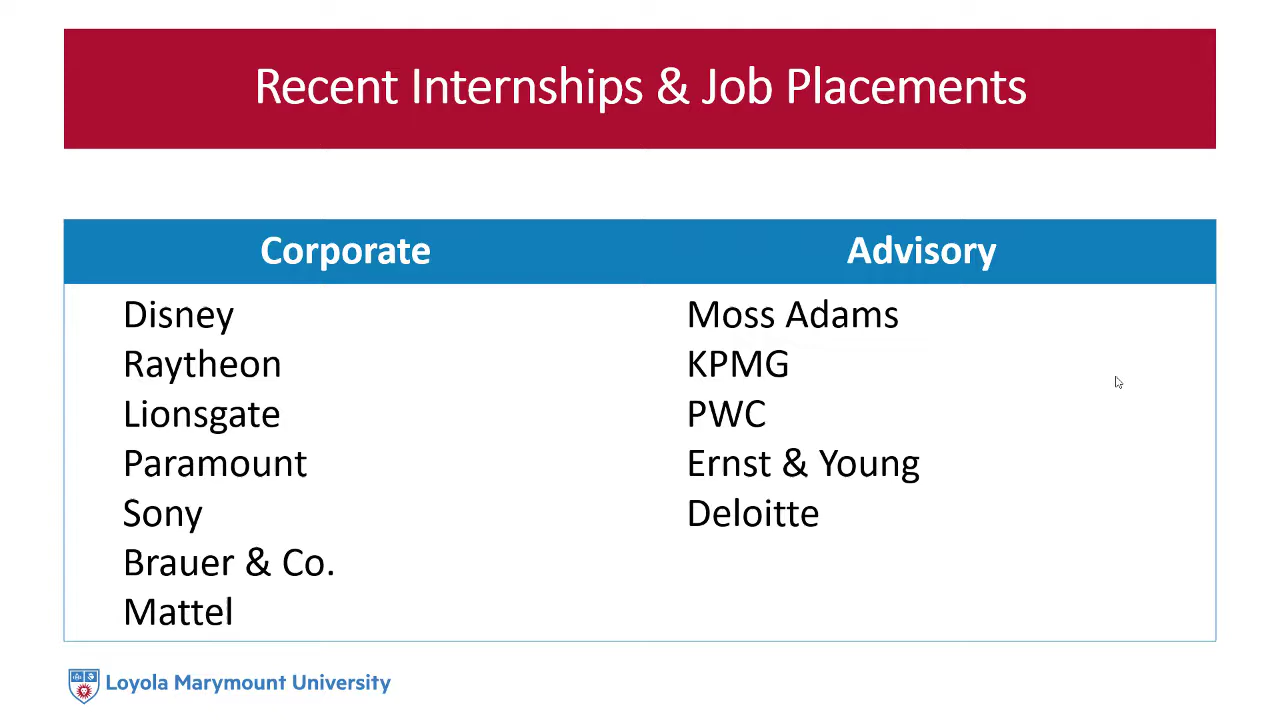 Recent Internships & Job Placements
Corporate
Advisory
Disney
Raytheon
Lionsgate
Paramount
Sony
Brauer & Co.
Mattel
Moss Adams
KPMG
PWC
Ernst & Young
Deloitte
Loyola Marymount University